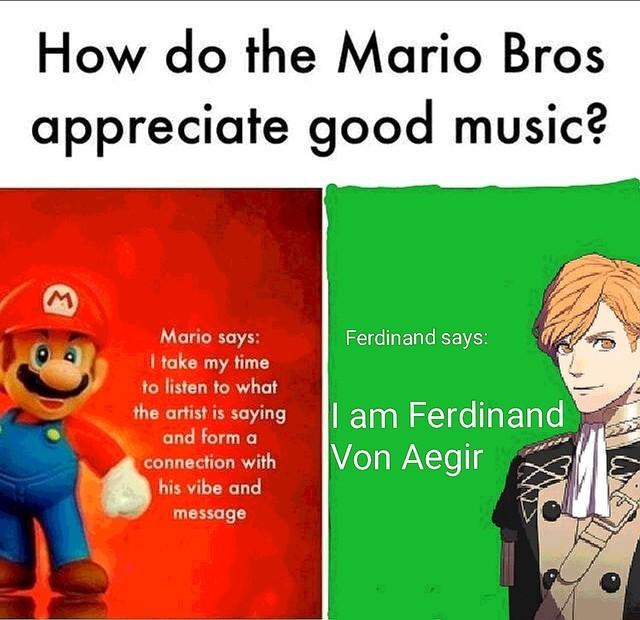 How do the Mario Bros
appreciate good music?
M
Mario says:
I take my time
to listen to what
the artist is saying
and form a
connection with
his vibe and
message
Ferdinand says:
I am Ferdinand
Von Aegir